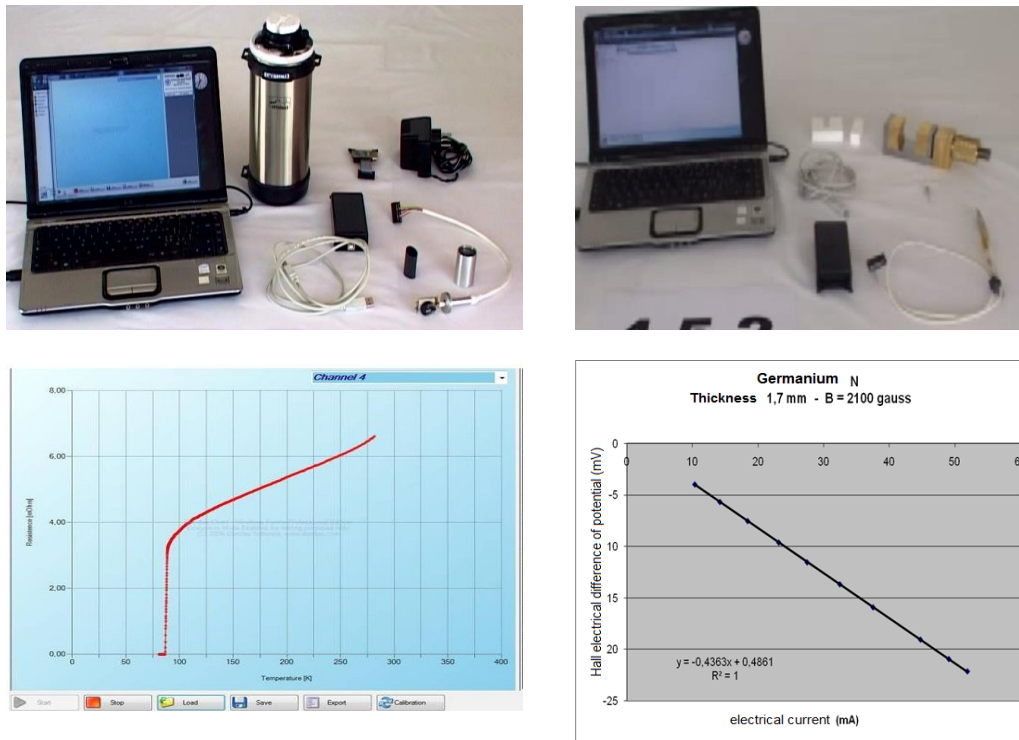 Channel 4
8.00
6.00
4.00
2.00
0.00
0
50
100
150
200
250
300
350
400
Temperature [K]
Start
Stop
Load
Save
Export
Calibration
Germanium N
Thickness 1,7 mm - B = 2100 gauss
Hall electrical difference of potential (mV)
0
-5
10
15
20
-25
0
10
20
30
40
50
60
y = -0,4363x + 0,4861
R² = 1
electrical current (mA)